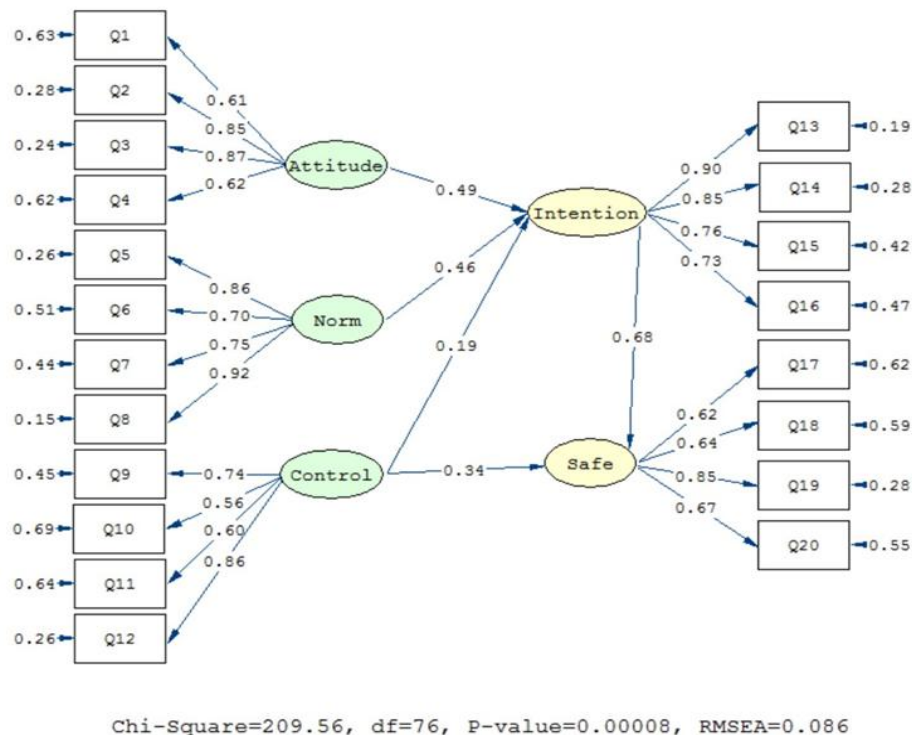 0.63 Q1
0.28 Q2
0.24 Q3
0.62 Q4
0.26 Q5
0.51 Q6
0.44 Q7
0.15 Q8
0.45 Q9
0.69 Q10
0.64 Q11
0.26 Q12
0.61
0.85
0.87
0.62
Attitude
0.86
0.70
0.75
0.92
Norm
0.74
0.56
0.60
0.86
Control
0.49
0.46
0.19
0.34
Intention
0.68
Safe
0.90
0.85
0.76
0.73
0.62
0.64
0.85
0.67
Q13 0.19
Q14 0.28
Q15 0.42
Q16 0.47
Q17 0.62
Q18 0.59
Q19 0.28
Q20 0.55
Chi-Square=209.56, df=76, P-value=0.00008, RMSEA=0.086